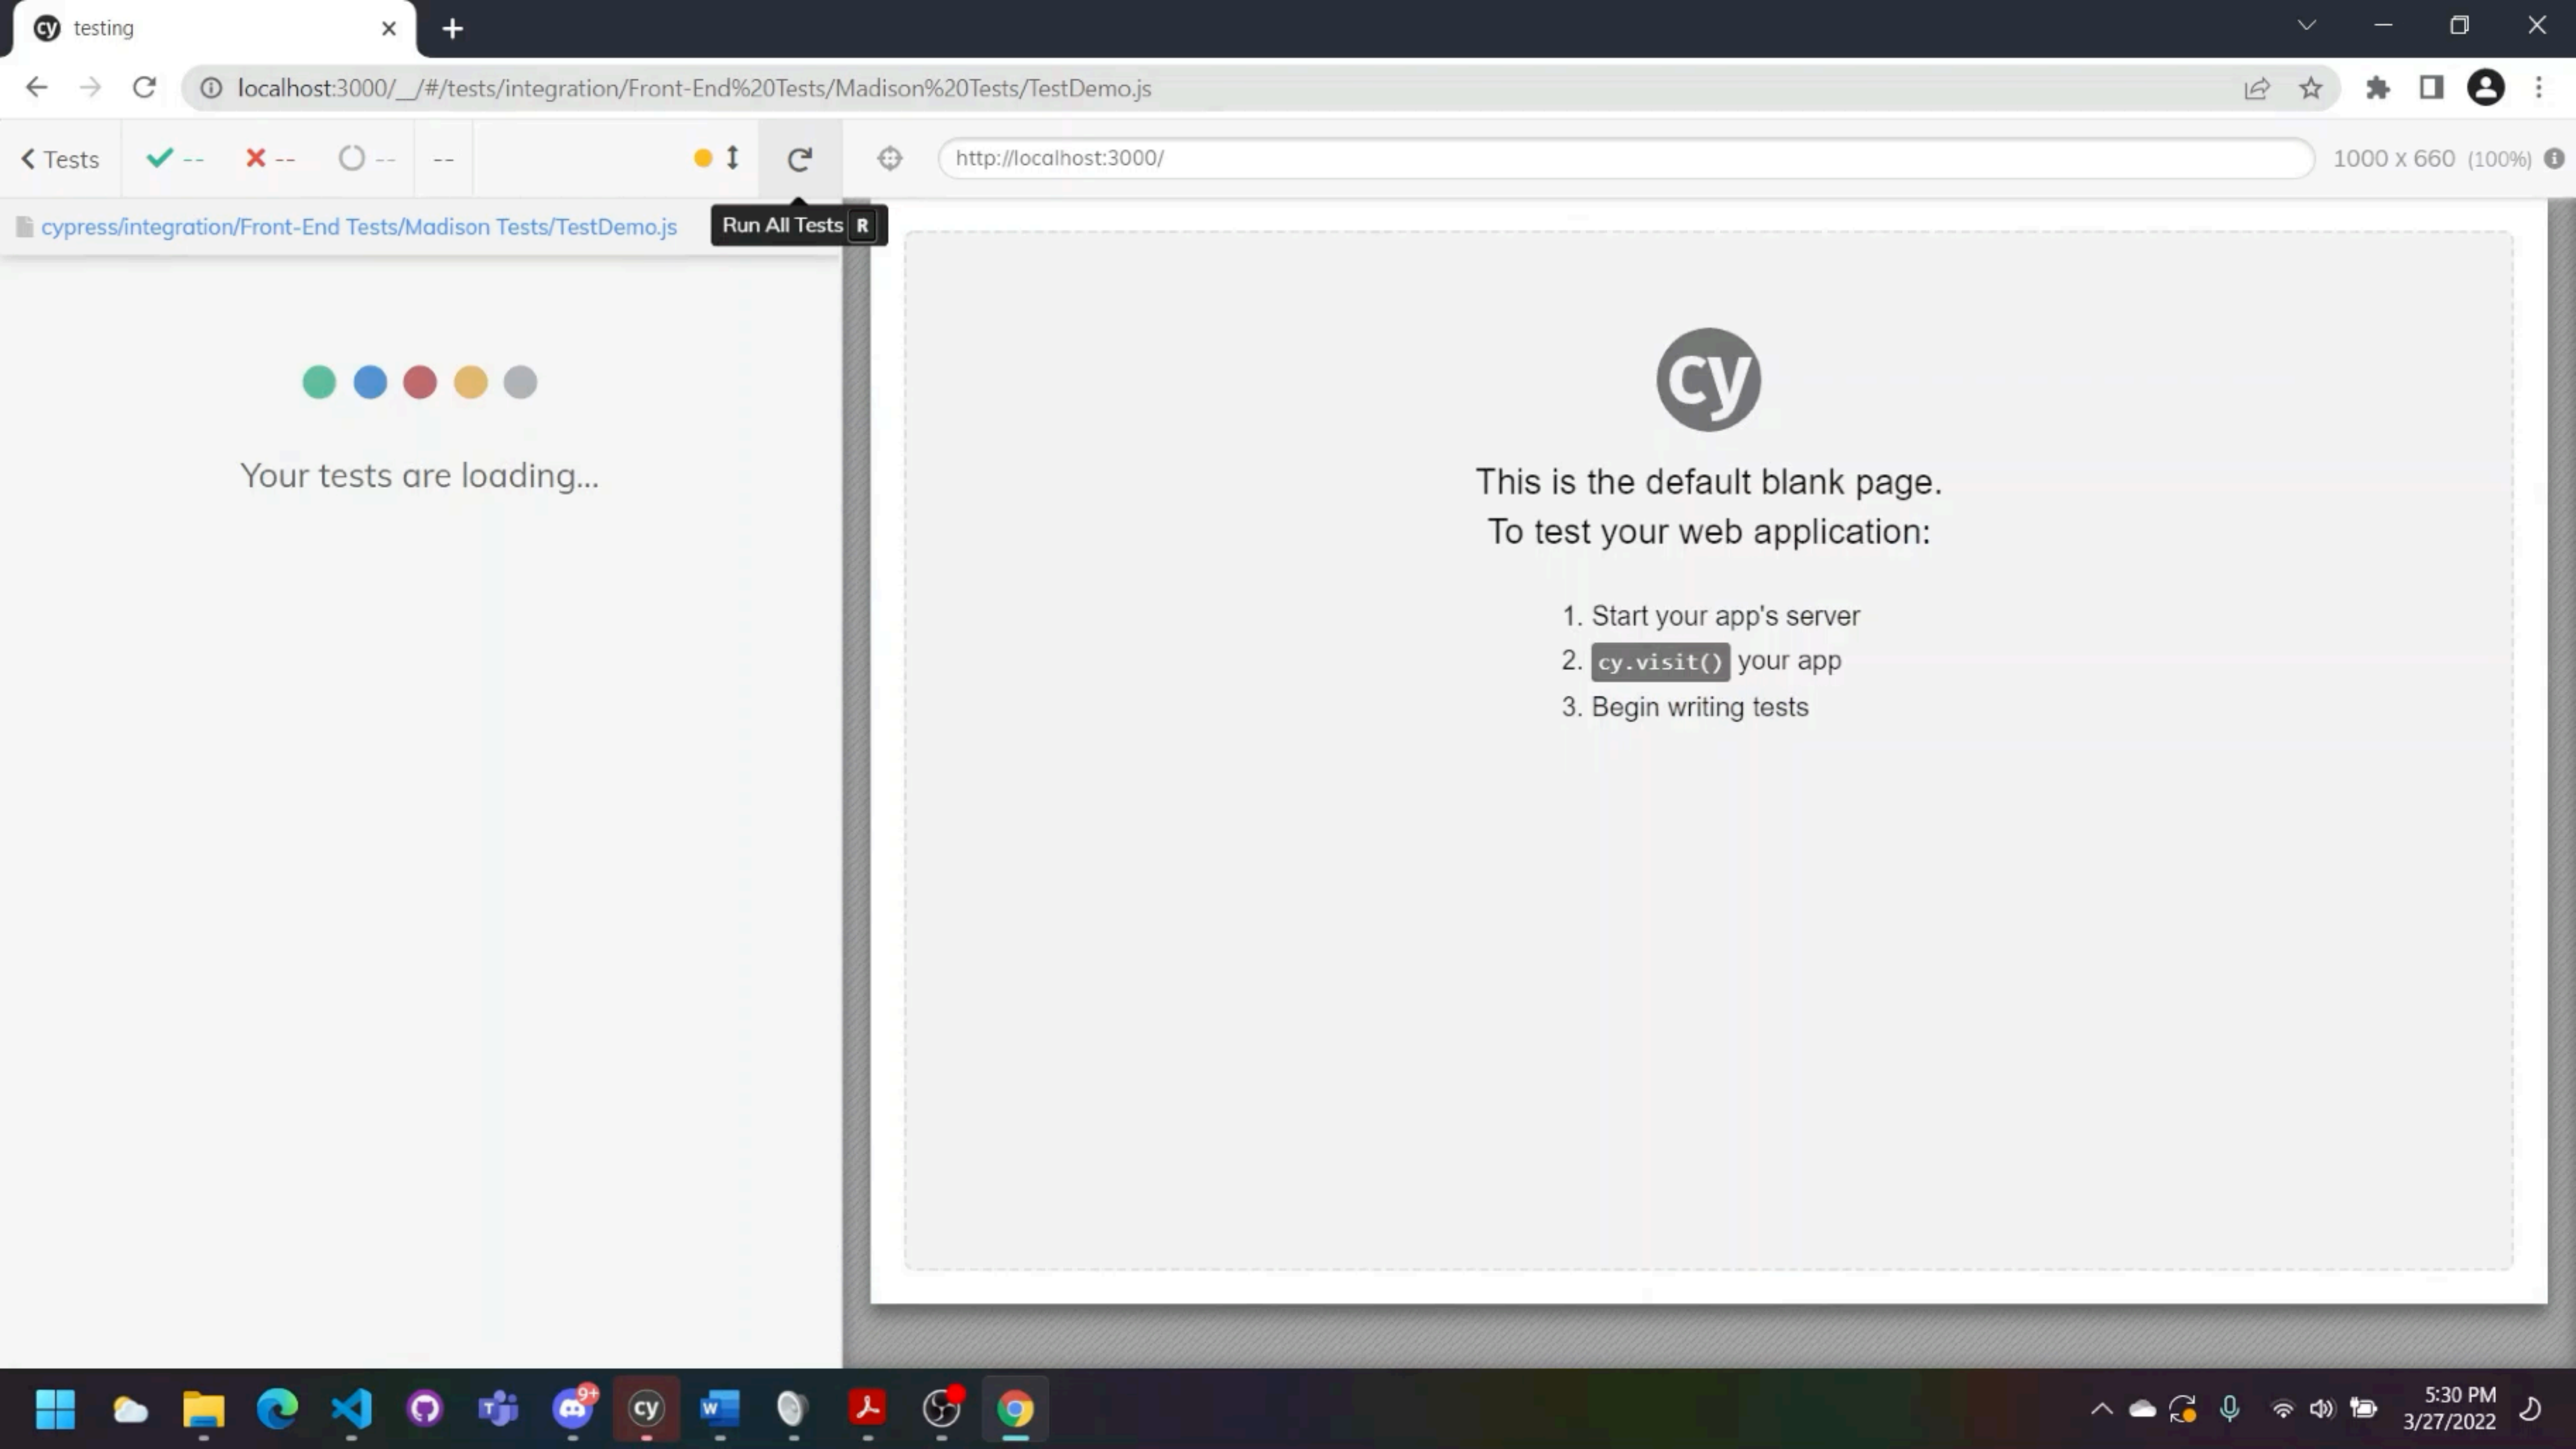 cy testing
localhost:3000/__/#/tests/integration/Front-End%20Tests/Madison%20Tests/TestDemo.js
Tests -- -- -- --
http://localhost:3000/
1000 x 660 (100%)
cypress/integration/Front-End Tests/Madison Tests/TestDemo.js
Run All Tests R
Your tests are loading...
cy
This is the default blank page.
To test your web application:
1. Start your app's server
2. cy.visit() your app
3. Begin writing tests
9+
cy
W
T
5:30 PM
3/27/2022